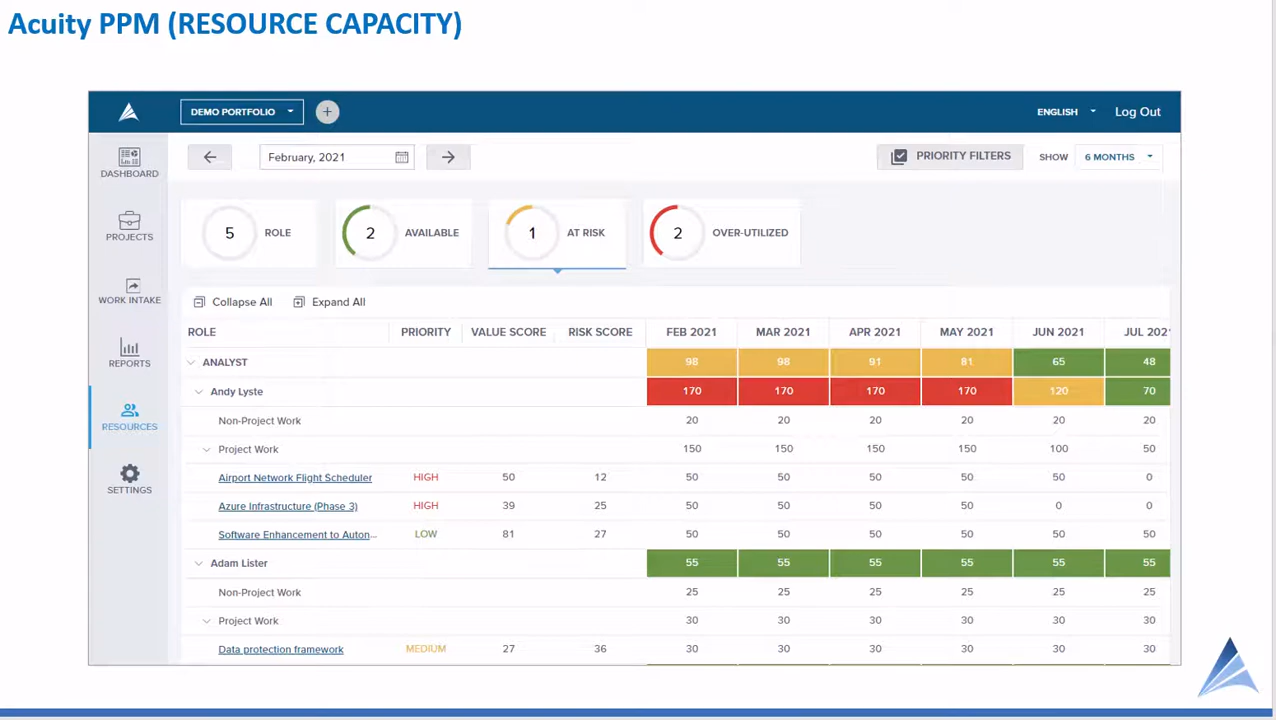 Acuity PPM (RESOURCE CAPACITY)
DEMO PORTFOLIO + ENGLISH Log Out
DASHBOARD
PROJECTS
WORK INTAKE
REPORTS
RESOURCES
SETTINGS
February, 2021 PRIORITY FILTERS SHOW 6 MONTHS
5 ROLE 2 AVAILABLE 1 AT RISK 2 OVER-UTILIZED
Collapse All Expand All
ROLE PRIORITY VALUE SCORE RISK SCORE FEB 2021 MAR 2021 APR 2021 MAY 2021 JUN 2021 JUL 202
ANALYST 98 98 91 81 65 48
Andy Lyste 170 170 170 170 120 70
Non-Project Work 20 20 20 20 20 20
Project Work 150 150 150 150 100 50
Airport Network Flight Scheduler HIGH 50 12 50 50 50 50 50 0
Azure Infrastructure (Phase 3) HIGH 39 25 50 50 50 50 0 0
Software Enhancement to Auton... LOW 81 27 50 50 50 50 50 50
Adam Lister 55 55 55 55 55 55
Non-Project Work 25 25 25 25 25 25
Project Work 30 30 30 30 30 30
Data protection framework MEDIUM 27 36 30 30 30 30 30 30